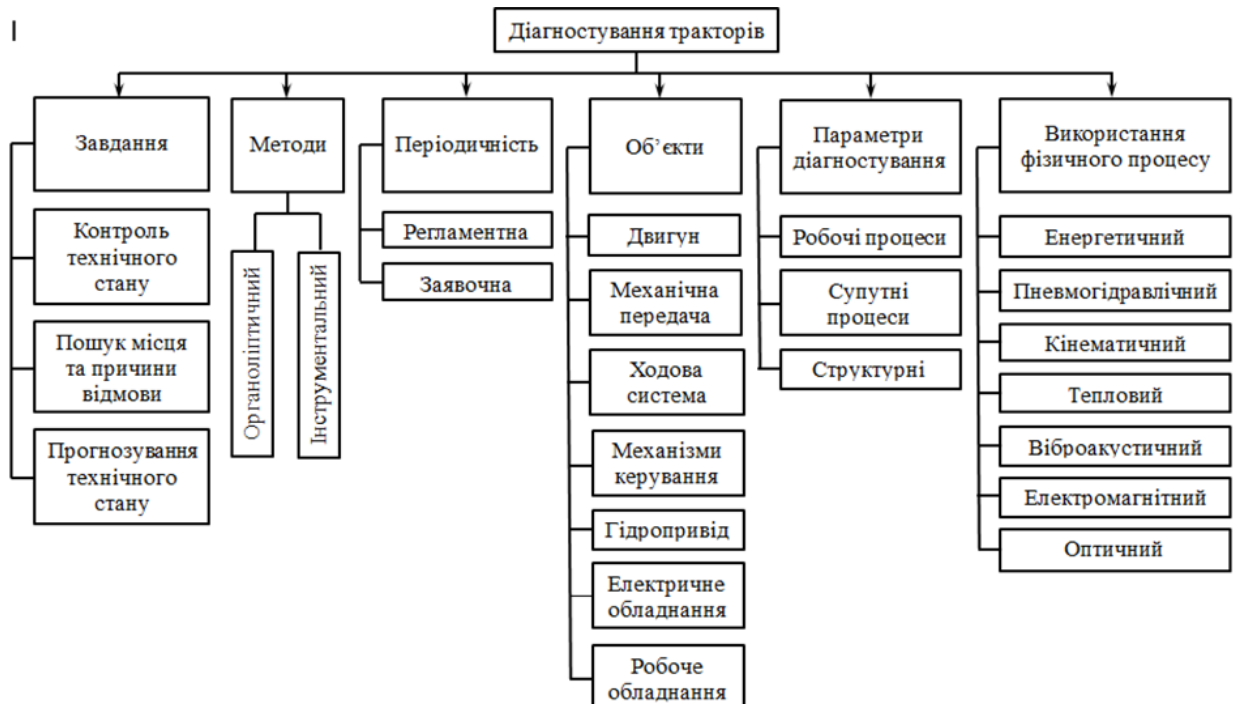 Діагностування тракторів
Завдання
Контроль
технічного
стану
Пошук місця
та причини
відмови
Прогнозування
технічного
стану
Методи
Органоліптичний
Інструментальний
Періодичність
Регламентна
Заявочна
Об’єкти
Двигун
Механічна
передача
Ходова
система
Механізми
керування
Гідропривід
Електричне
обладнання
Робоче
обладнання
Параметри
діагностування
Робочі процеси
Супутні
процеси
Структурні
Використання
фізичного процесу
Енергетичний
Пневмогідравлічний
Кінематичний
Тепловий
Віброакустичний
Електромагнітний
Оптичний